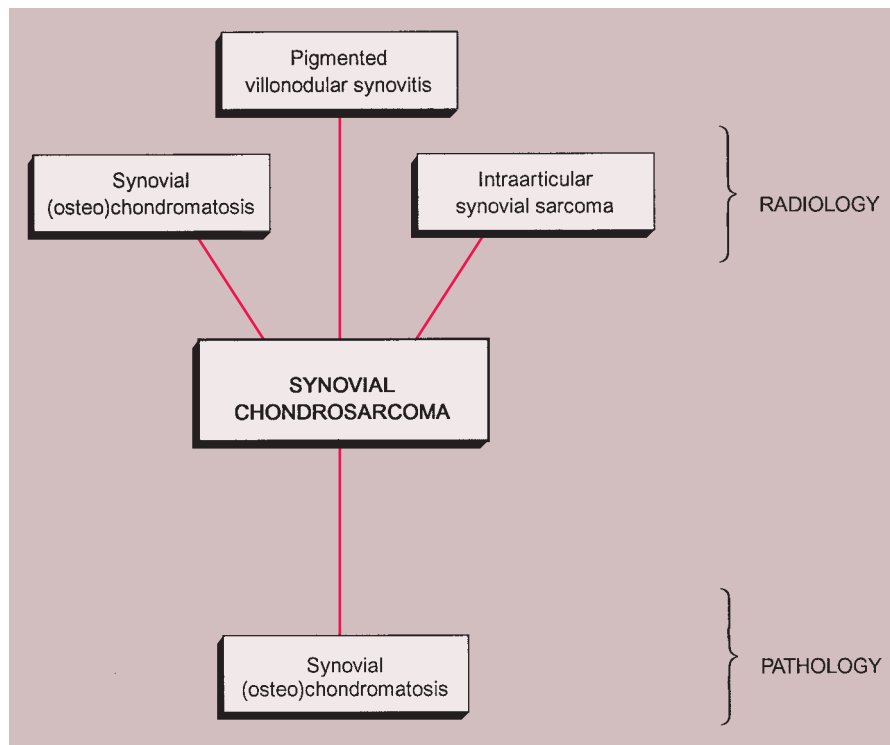 Pigmented
villonodular synovitis
Synovial
(osteo)chondromatosis
Intraarticular
synovial sarcoma
RADIOLOGY
SYNOVIAL
CHONDROSARCOMA
Synovial
(osteo)chondromatosis
PATHOLOGY